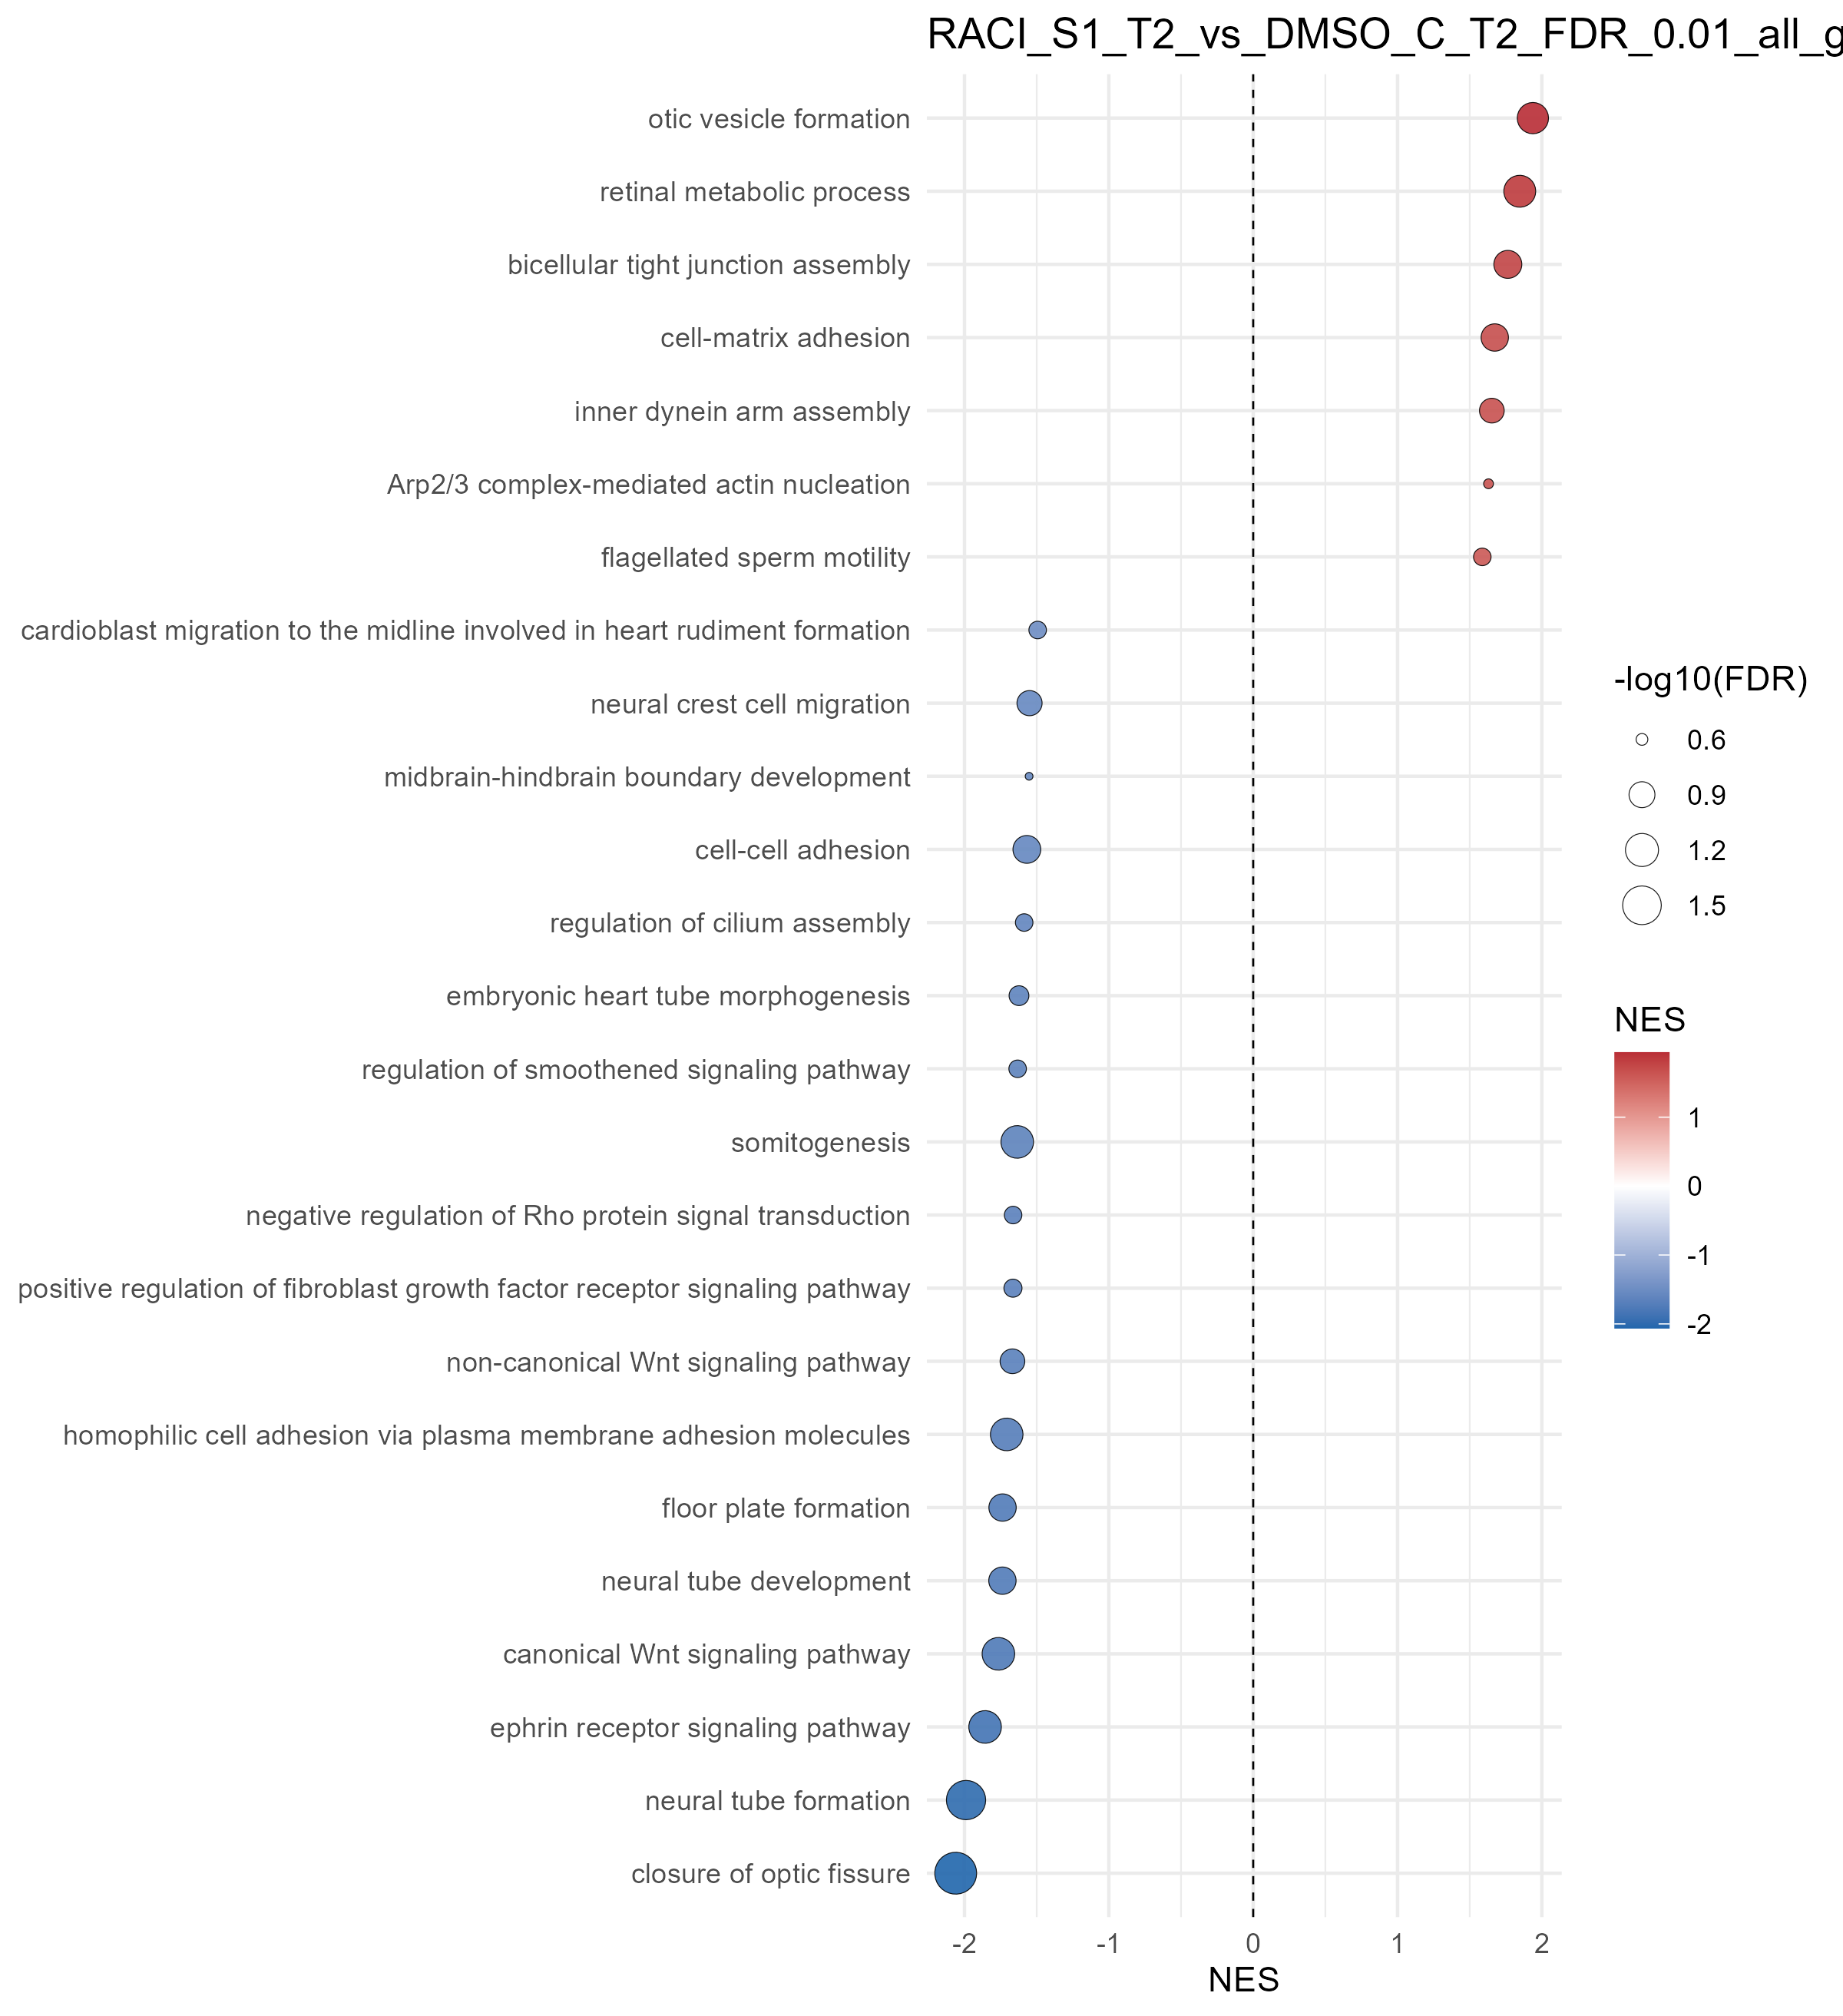 RACI_S1_T2_vs_DMSO_C_T2_FDR_0.01_all_g
otic vesicle formation
retinal metabolic process
bicellular tight junction assembly
cell-matrix adhesion
inner dynein arm assembly
Arp2/3 complex-mediated actin nucleation
flagellated sperm motility
cardioblast migration to the midline involved in heart rudiment formation
neural crest cell migration
midbrain-hindbrain boundary development
cell-cell adhesion
regulation of cilium assembly
embryonic heart tube morphogenesis
regulation of smoothened signaling pathway
somitogenesis
negative regulation of Rho protein signal transduction
positive regulation of fibroblast growth factor receptor signaling pathway
non-canonical Wnt signaling pathway
homophilic cell adhesion via plasma membrane adhesion molecules
floor plate formation
neural tube development
canonical Wnt signaling pathway
ephrin receptor signaling pathway
neural tube formation
closure of optic fissure
-2 -1 0 1 2
NES
-log10(FDR)
0.6
0.9
1.2
1.5
NES
1
0
-1
-2